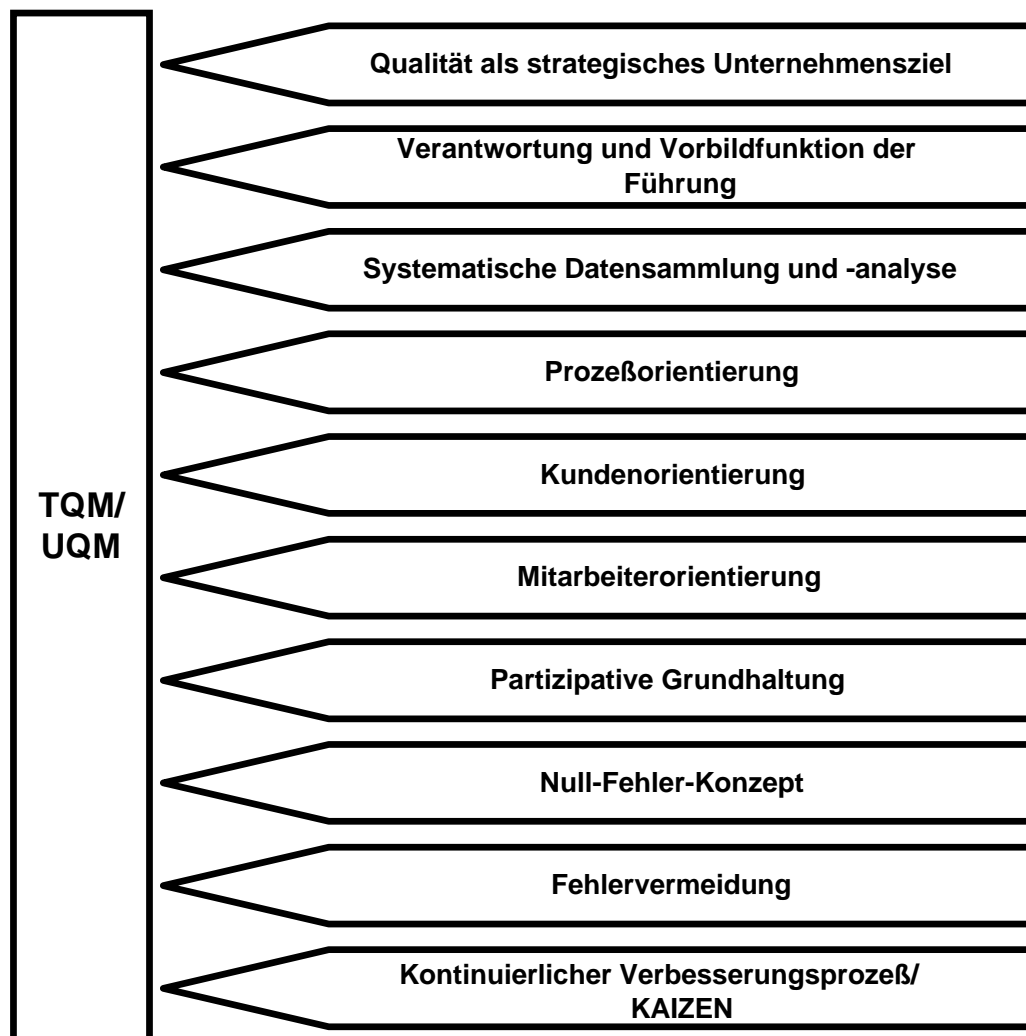 TQM/
UQM
Qualität als strategisches Unternehmensziel
Verantwortung und Vorbildfunktion der
Führung
Systematische Datensammlung und -analyse
Prozeßorientierung
Kundenorientierung
Mitarbeiterorientierung
Partizipative Grundhaltung
Null-Fehler-Konzept
Fehlervermeidung
Kontinuierlicher Verbesserungsprozeß/
KAIZEN